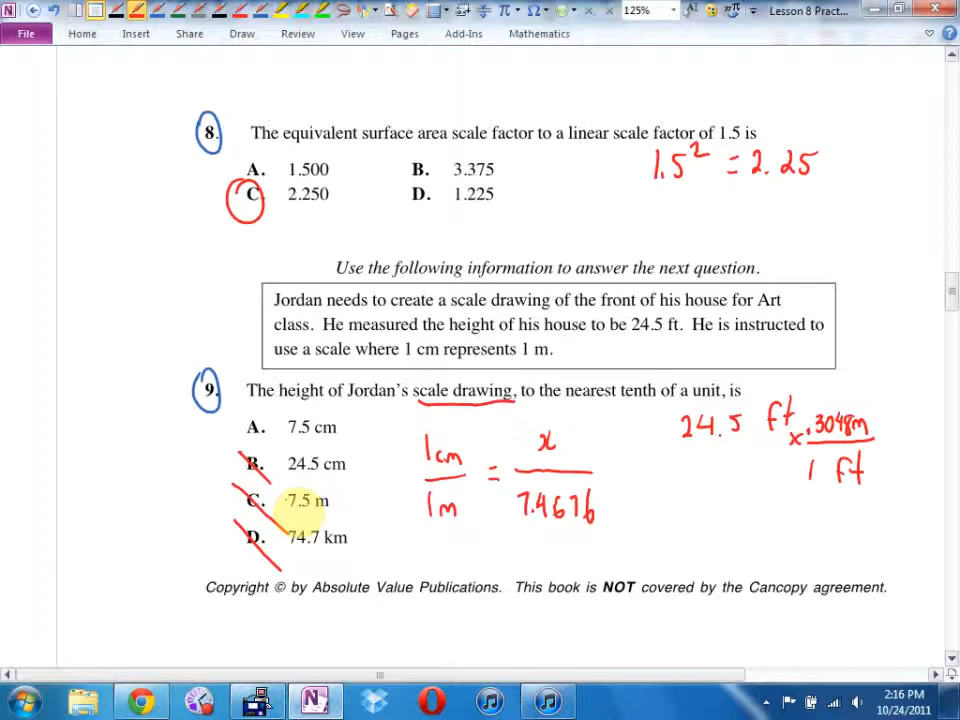 125%
Lesson 8 Pract...
File Home Insert Share Draw Review View Pages Add-Ins Mathematics
8. The equivalent surface area scale factor to a linear scale factor of 1.5 is
1.5² = 2.25
A. 1.500 B. 3.375
C. 2.250 D. 1.225
Use the following information to answer the next question.
Jordan needs to create a scale drawing of the front of his house for Art
class. He measured the height of his house to be 24.5 ft. He is instructed to
use a scale where 1 cm represents 1 m.
9. The height of Jordan's scale drawing, to the nearest tenth of a unit, is
A. 7.5 cm
B. 24.5 cm
C. 7.5 m
D. 74.7 km
1cm / 1m = x / 7.4676
24.5 ft x .3048m / 1 ft
Copyright © by Absolute Value Publications. This book is NOT covered by the Cancopy agreement.
2:16 PM
10/24/2011